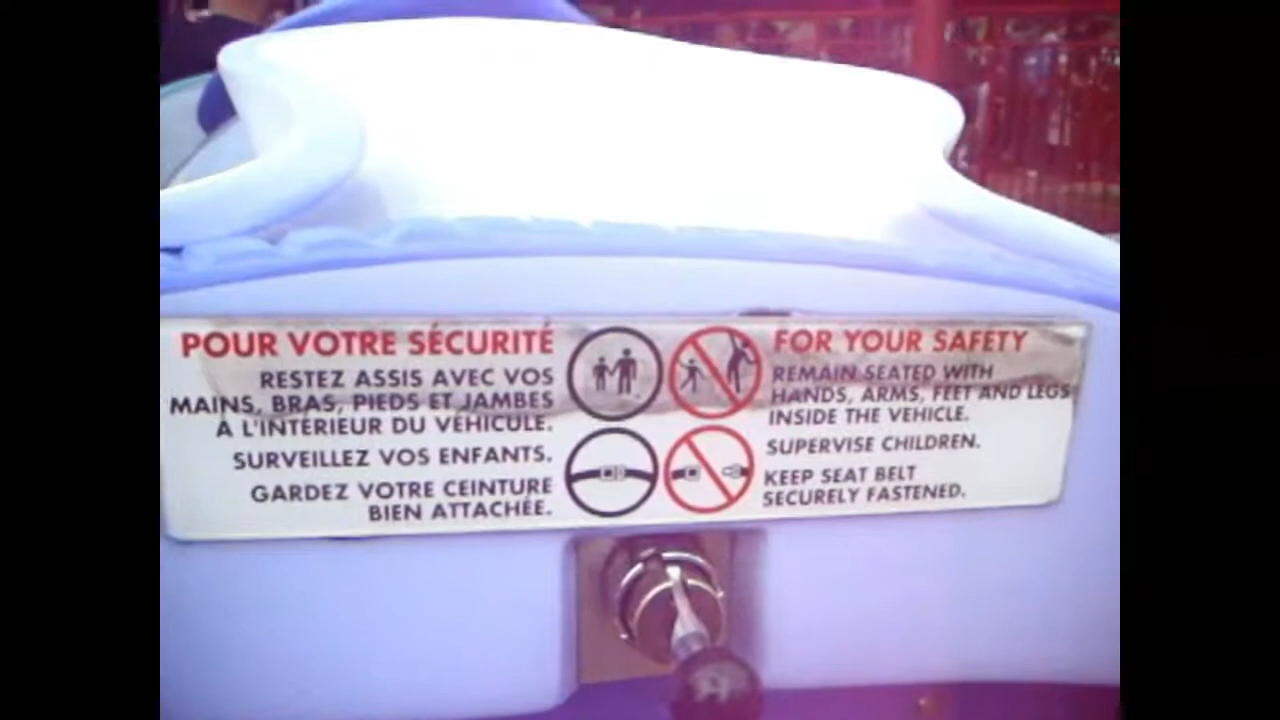 POUR VOTRE SÉCURITÉ
RESTEZ ASSIS AVEC VOS
MAINS, BRAS, PIEDS ET JAMBES
À L'INTÉRIEUR DU VÉHICULE.
SURVEILLEZ VOS ENFANTS.
GARDEZ VOTRE CEINTURE
BIEN ATTACHÉE.
FOR YOUR SAFETY
REMAIN SEATED WITH
HANDS, ARMS, FEET AND LEGS
INSIDE THE VEHICLE.
SUPERVISE CHILDREN.
KEEP SEAT BELT
SECURELY FASTENED.